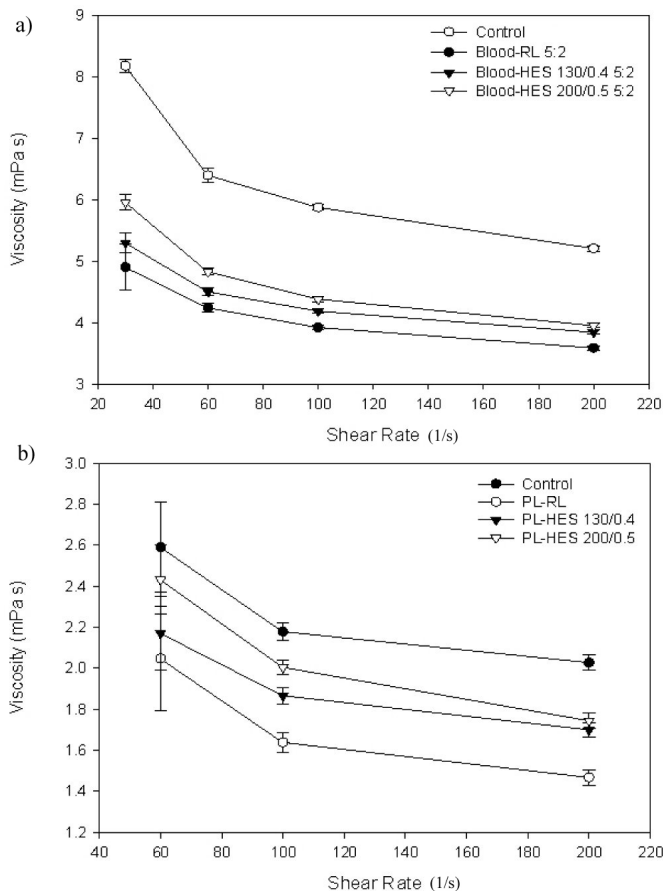 a)
9
8
7
6
5
4
3
Viscosity (mPa s)
Control
Blood-RL 5:2
Blood-HES 130/0.4 5:2
Blood-HES 200/0.5 5:2
20 40 60 80 100 120 140 160 180 200 220
Shear Rate (1/s)
b)
3.0
2.8
2.6
2.4
2.2
2.0
1.8
1.6
1.4
1.2
Viscosity (mPa s)
Control
PL-RL
PL-HES 130/0.4
PL-HES 200/0.5
40 60 80 100 120 140 160 180 200 220
Shear Rate (1/s)